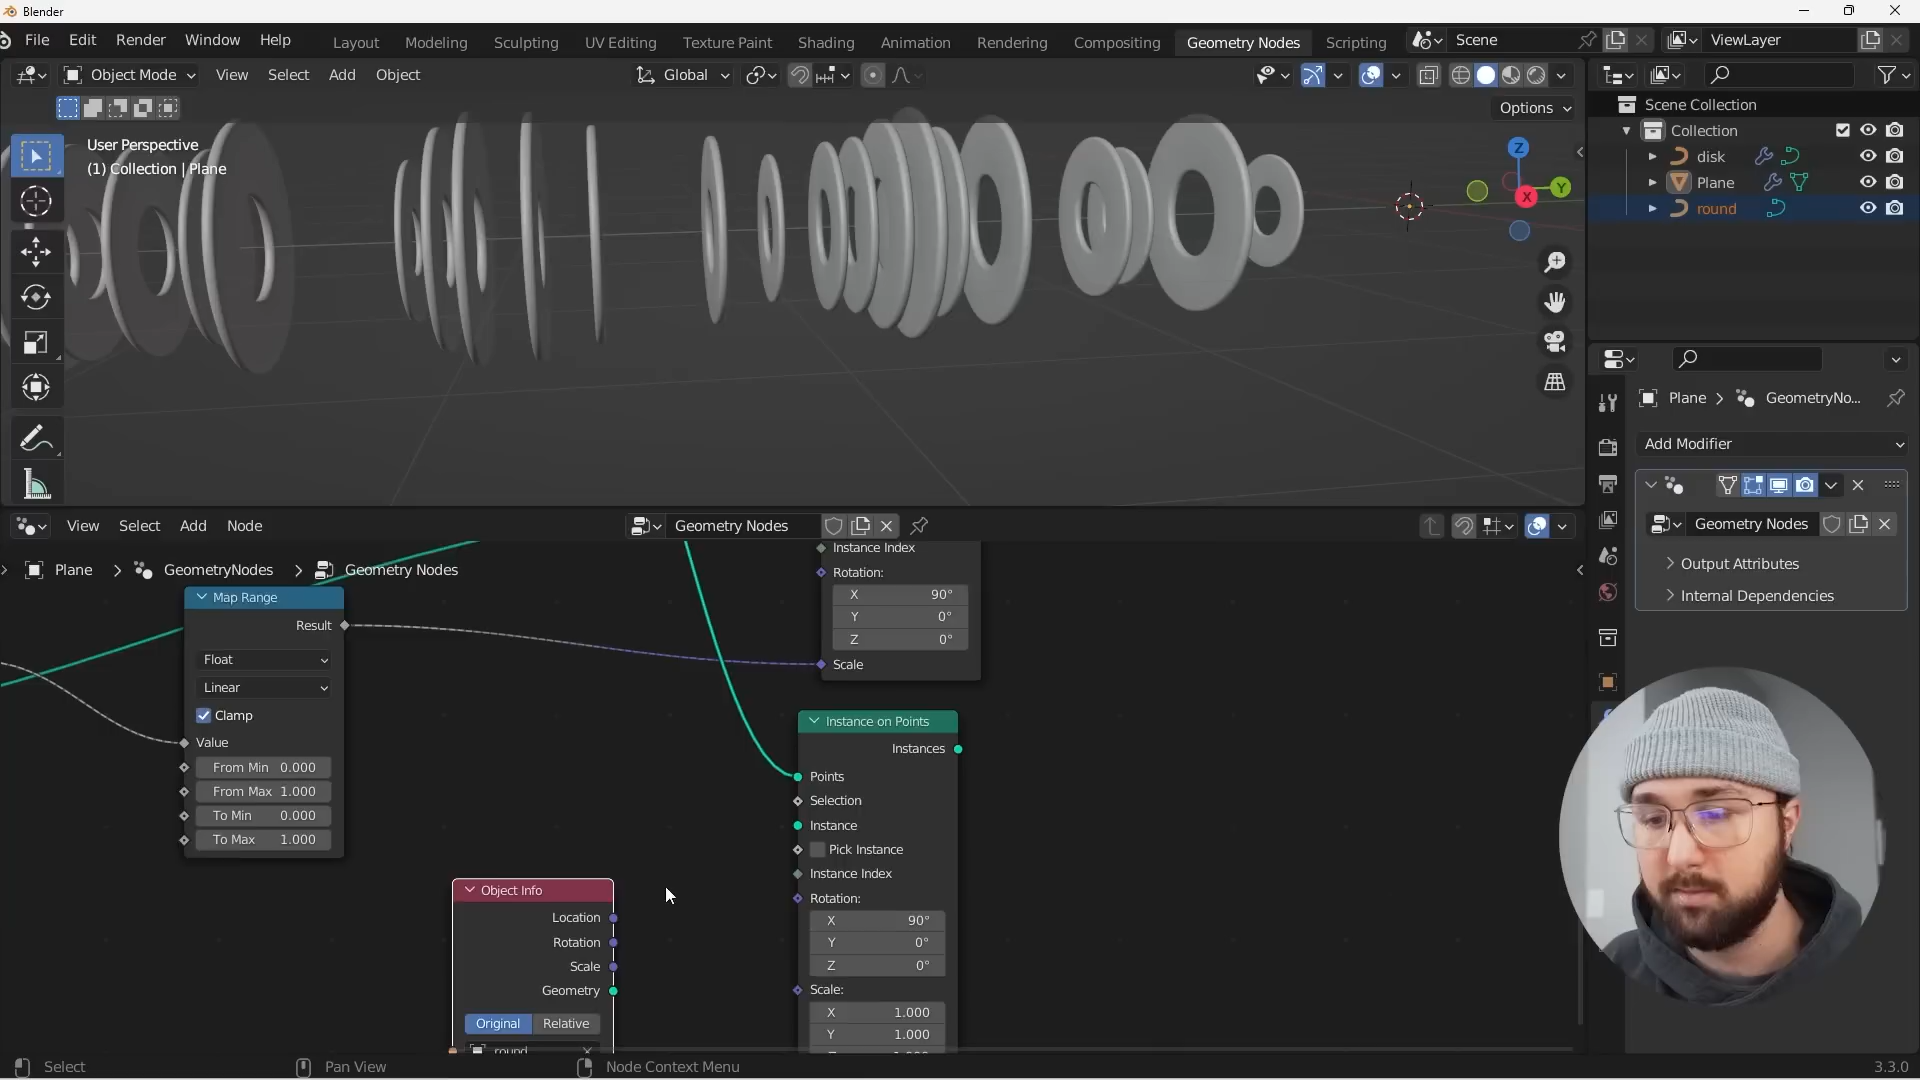 Blender
File Edit Render Window Help Layout Modeling Sculpting UV Editing Texture Paint Shading Animation Rendering Compositing Geometry Nodes Scripting Scene ViewLayer
Object Mode View Select Add Object Global
Options
User Perspective
(1) Collection | Plane
Z
Y
X
Scene Collection
Collection
disk
Plane
round
Plane > GeometryNo...
Add Modifier
Geometry Nodes
Output Attributes
Internal Dependencies
View Select Add Node Geometry Nodes
Plane > GeometryNodes > Geometry Nodes
Map Range
Result
Float
Linear
Clamp
Value
From Min 0.000
From Max 1.000
To Min 0.000
To Max 1.000
Instance Index
Rotation:
X 90°
Y 0°
Z 0°
Scale
Object Info
Location
Rotation
Scale
Geometry
Original Relative
round
Instance on Points
Instances
Points
Selection
Instance
Pick Instance
Instance Index
Rotation:
X 90°
Y 0°
Z 0°
Scale:
X 1.000
Y 1.000
Select Pan View Node Context Menu 3.3.0